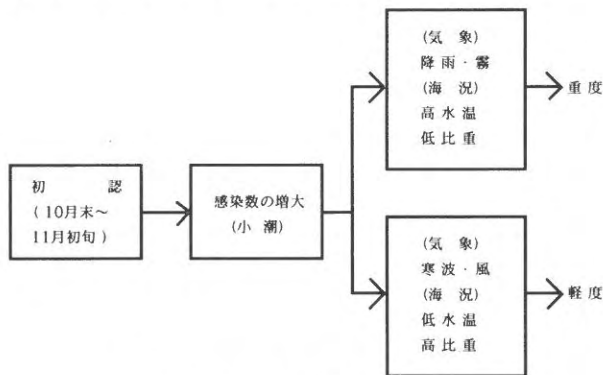 初認
(10月末～
11月初旬)
感染数の増大
(小潮)
(気象)
降雨・霧
(海況)
高水温
低比重
重度
(気象)
寒波・風
(海況)
低水温
高比重
軽度